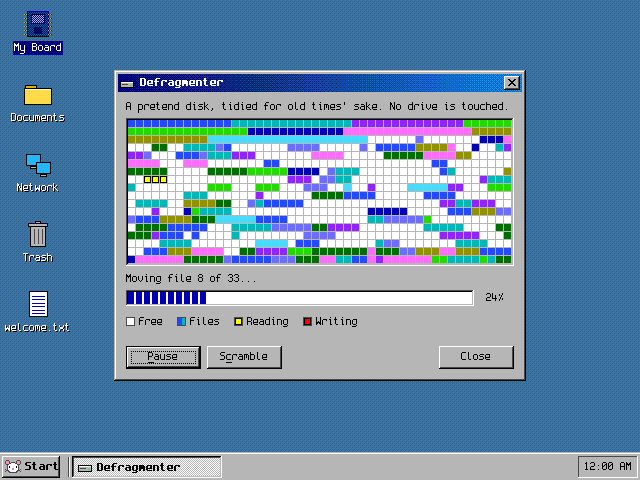 My Board
Documents
Network
Trash
welcome.txt
Defragmenter
A pretend disk, tidied for old times' sake. No drive is touched.
Moving file 8 of 33...
24%
Free Files Reading Writing
Pause Scramble Close
Start Defragmenter 12:00 AM